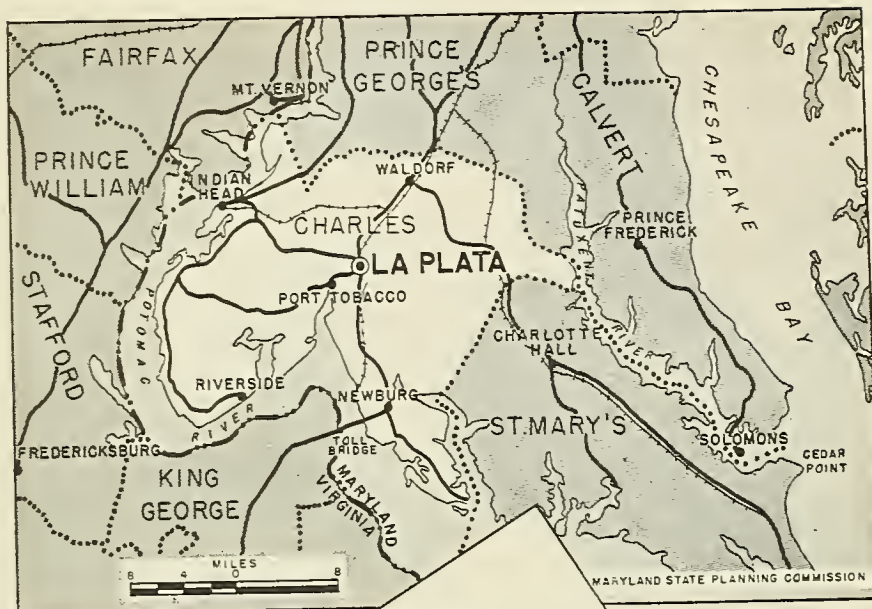 FAIRFAX
PRINCE
GEORGES
MT. VERNON
CALVERT
CHESAPEAKE
BAY
PRINCE
WILLIAM
INDIAN
HEAD
WALDORF
CHARLES
PATUXENT
RIVER
PRINCE
FREDERICK
LA PLATA
PORT TOBACCO
STAFFORD
POTOMAC
RIVER
CHARLOTTE
HALL
RIVERSIDE
NEWBURG
ST. MARY'S
SOLOMONS
CEDAR
POINT
FREDERICKSBURG
TOLL
BRIDGE
KING
GEORGE
MARYLAND
VIRGINIA
MILES
8 4 0 8
MARYLAND STATE PLANNING COMMISSION